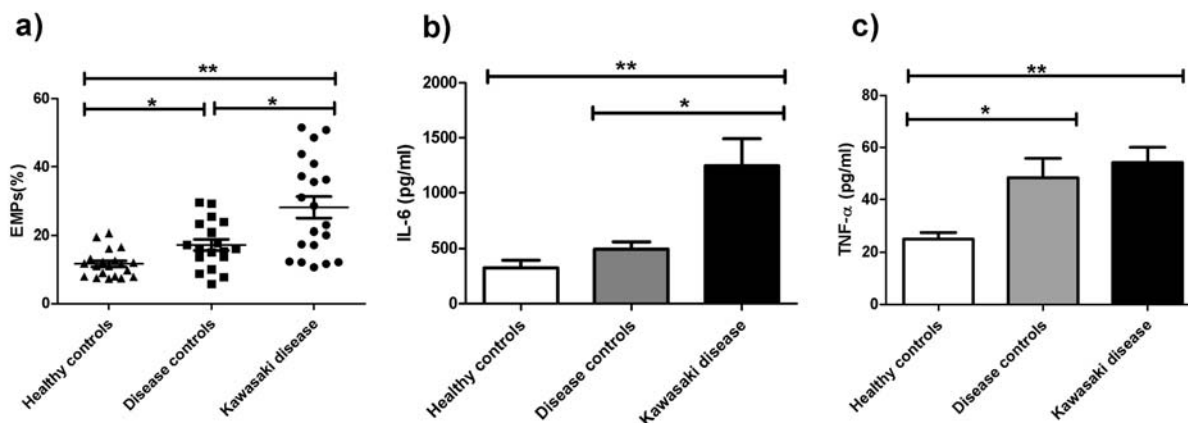 a)
**
*
*
60
40
20
0
EMPs(%)
Healthy controls
Disease controls
Kawasaki disease
b)
**
*
2000
1500
1000
500
0
IL-6 (pg/ml)
Healthy controls
Disease controls
Kawasaki disease
c)
**
*
80
60
40
20
0
TNF-α (pg/ml)
Healthy controls
Disease controls
Kawasaki disease